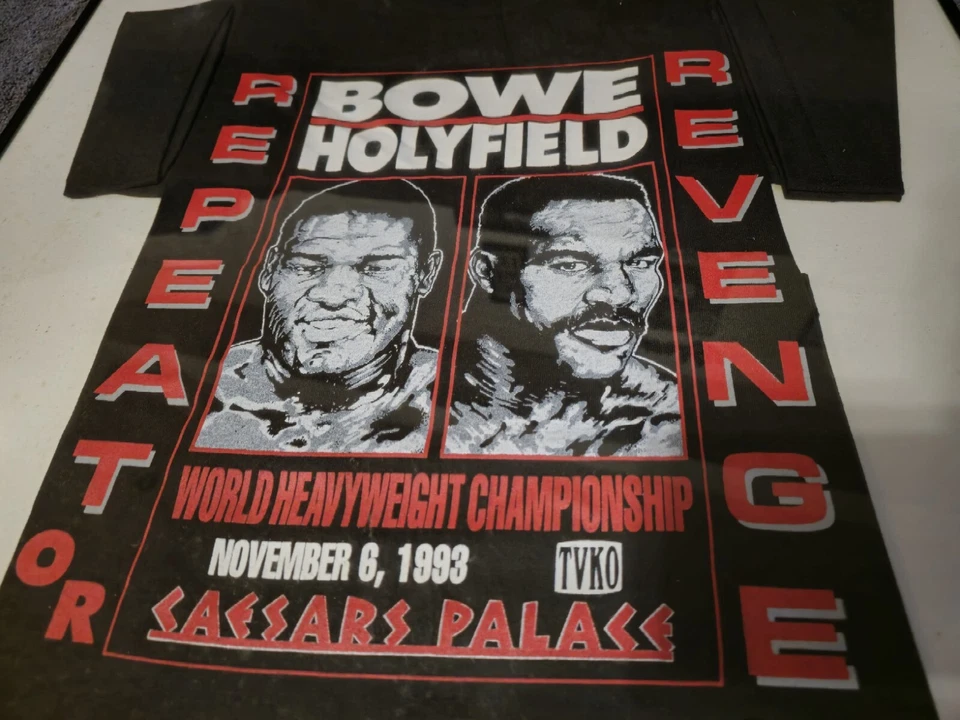 REPEAT
OR
REVENGE
BOWE
HOLYFIELD
WORLD HEAVYWEIGHT CHAMPIONSHIP
NOVEMBER 6, 1993
TVKO
CAESARS PALACE